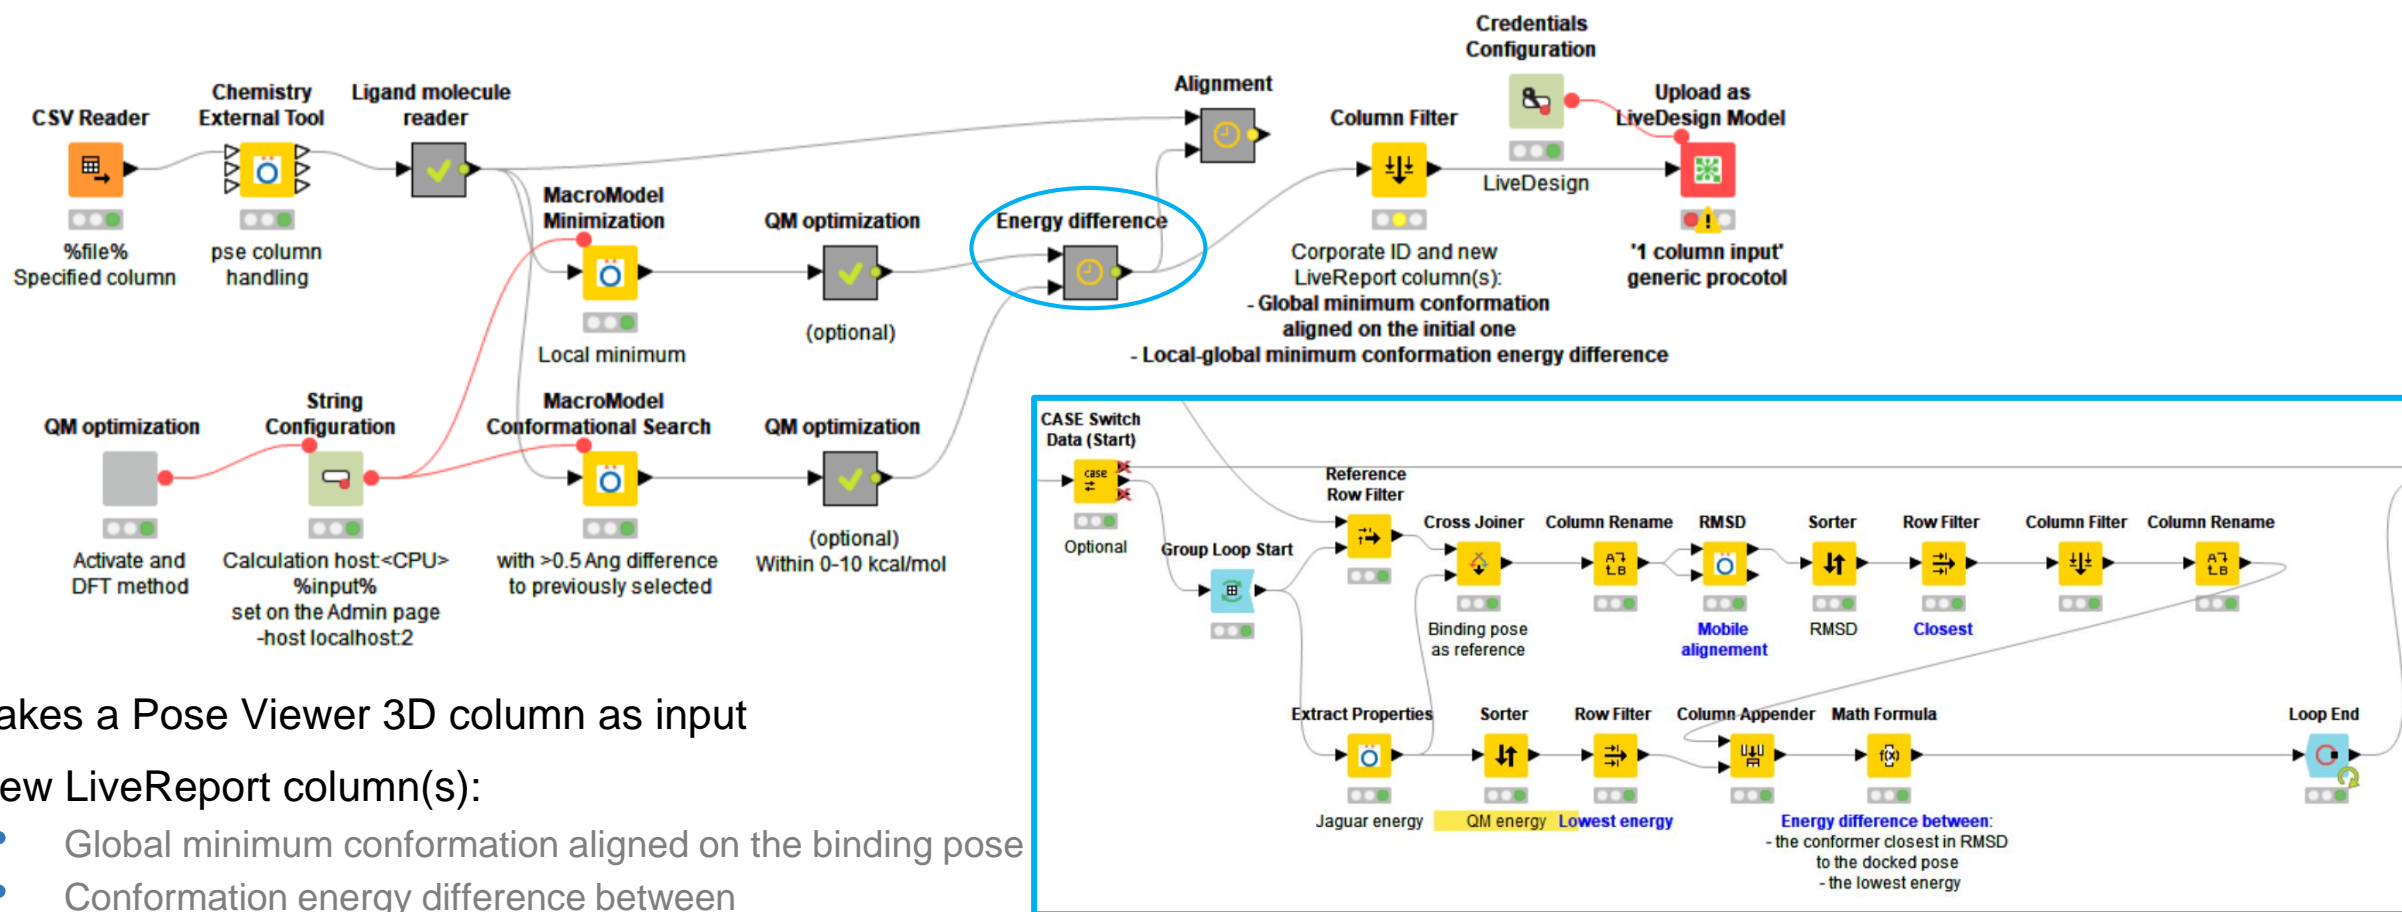 Credentials
Configuration
Chemistry
External Tool
Ligand molecule
reader
CSV Reader
Alignment
Column Filter
Upload as
LiveDesign Model
%file%
Specified column
pse column
handling
LiveDesign
MacroModel
Minimization
QM optimization
Energy difference
Local minimum
(optional)
Corporate ID and new
LiveReport column(s):
- Global minimum conformation
aligned on the initial one
- Local-global minimum conformation energy difference
'1 column input'
generic procotol
QM optimization
String
Configuration
MacroModel
Conformational Search
QM optimization
Activate and
DFT method
Calculation host:<CPU>
%input%
set on the Admin page
-host localhost:2
with >0.5 Ang difference
to previously selected
(optional)
Within 0-10 kcal/mol
CASE Switch
Data (Start)
case
Optional
Group Loop Start
Reference
Row Filter
Cross Joiner
Column Rename
RMSD
Sorter
Row Filter
Column Filter
Column Rename
Binding pose
as reference
Mobile
alignement
RMSD
Closest
Extract Properties
Sorter
Row Filter
Column Appender
Math Formula
Loop End
Jaguar energy
QM energy
Lowest energy
Energy difference between:
- the conformer closest in RMSD
to the docked pose
- the lowest energy
akes a Pose Viewer 3D column as input
ew LiveReport column(s):
• Global minimum conformation aligned on the binding pose
• Conformation energy difference between